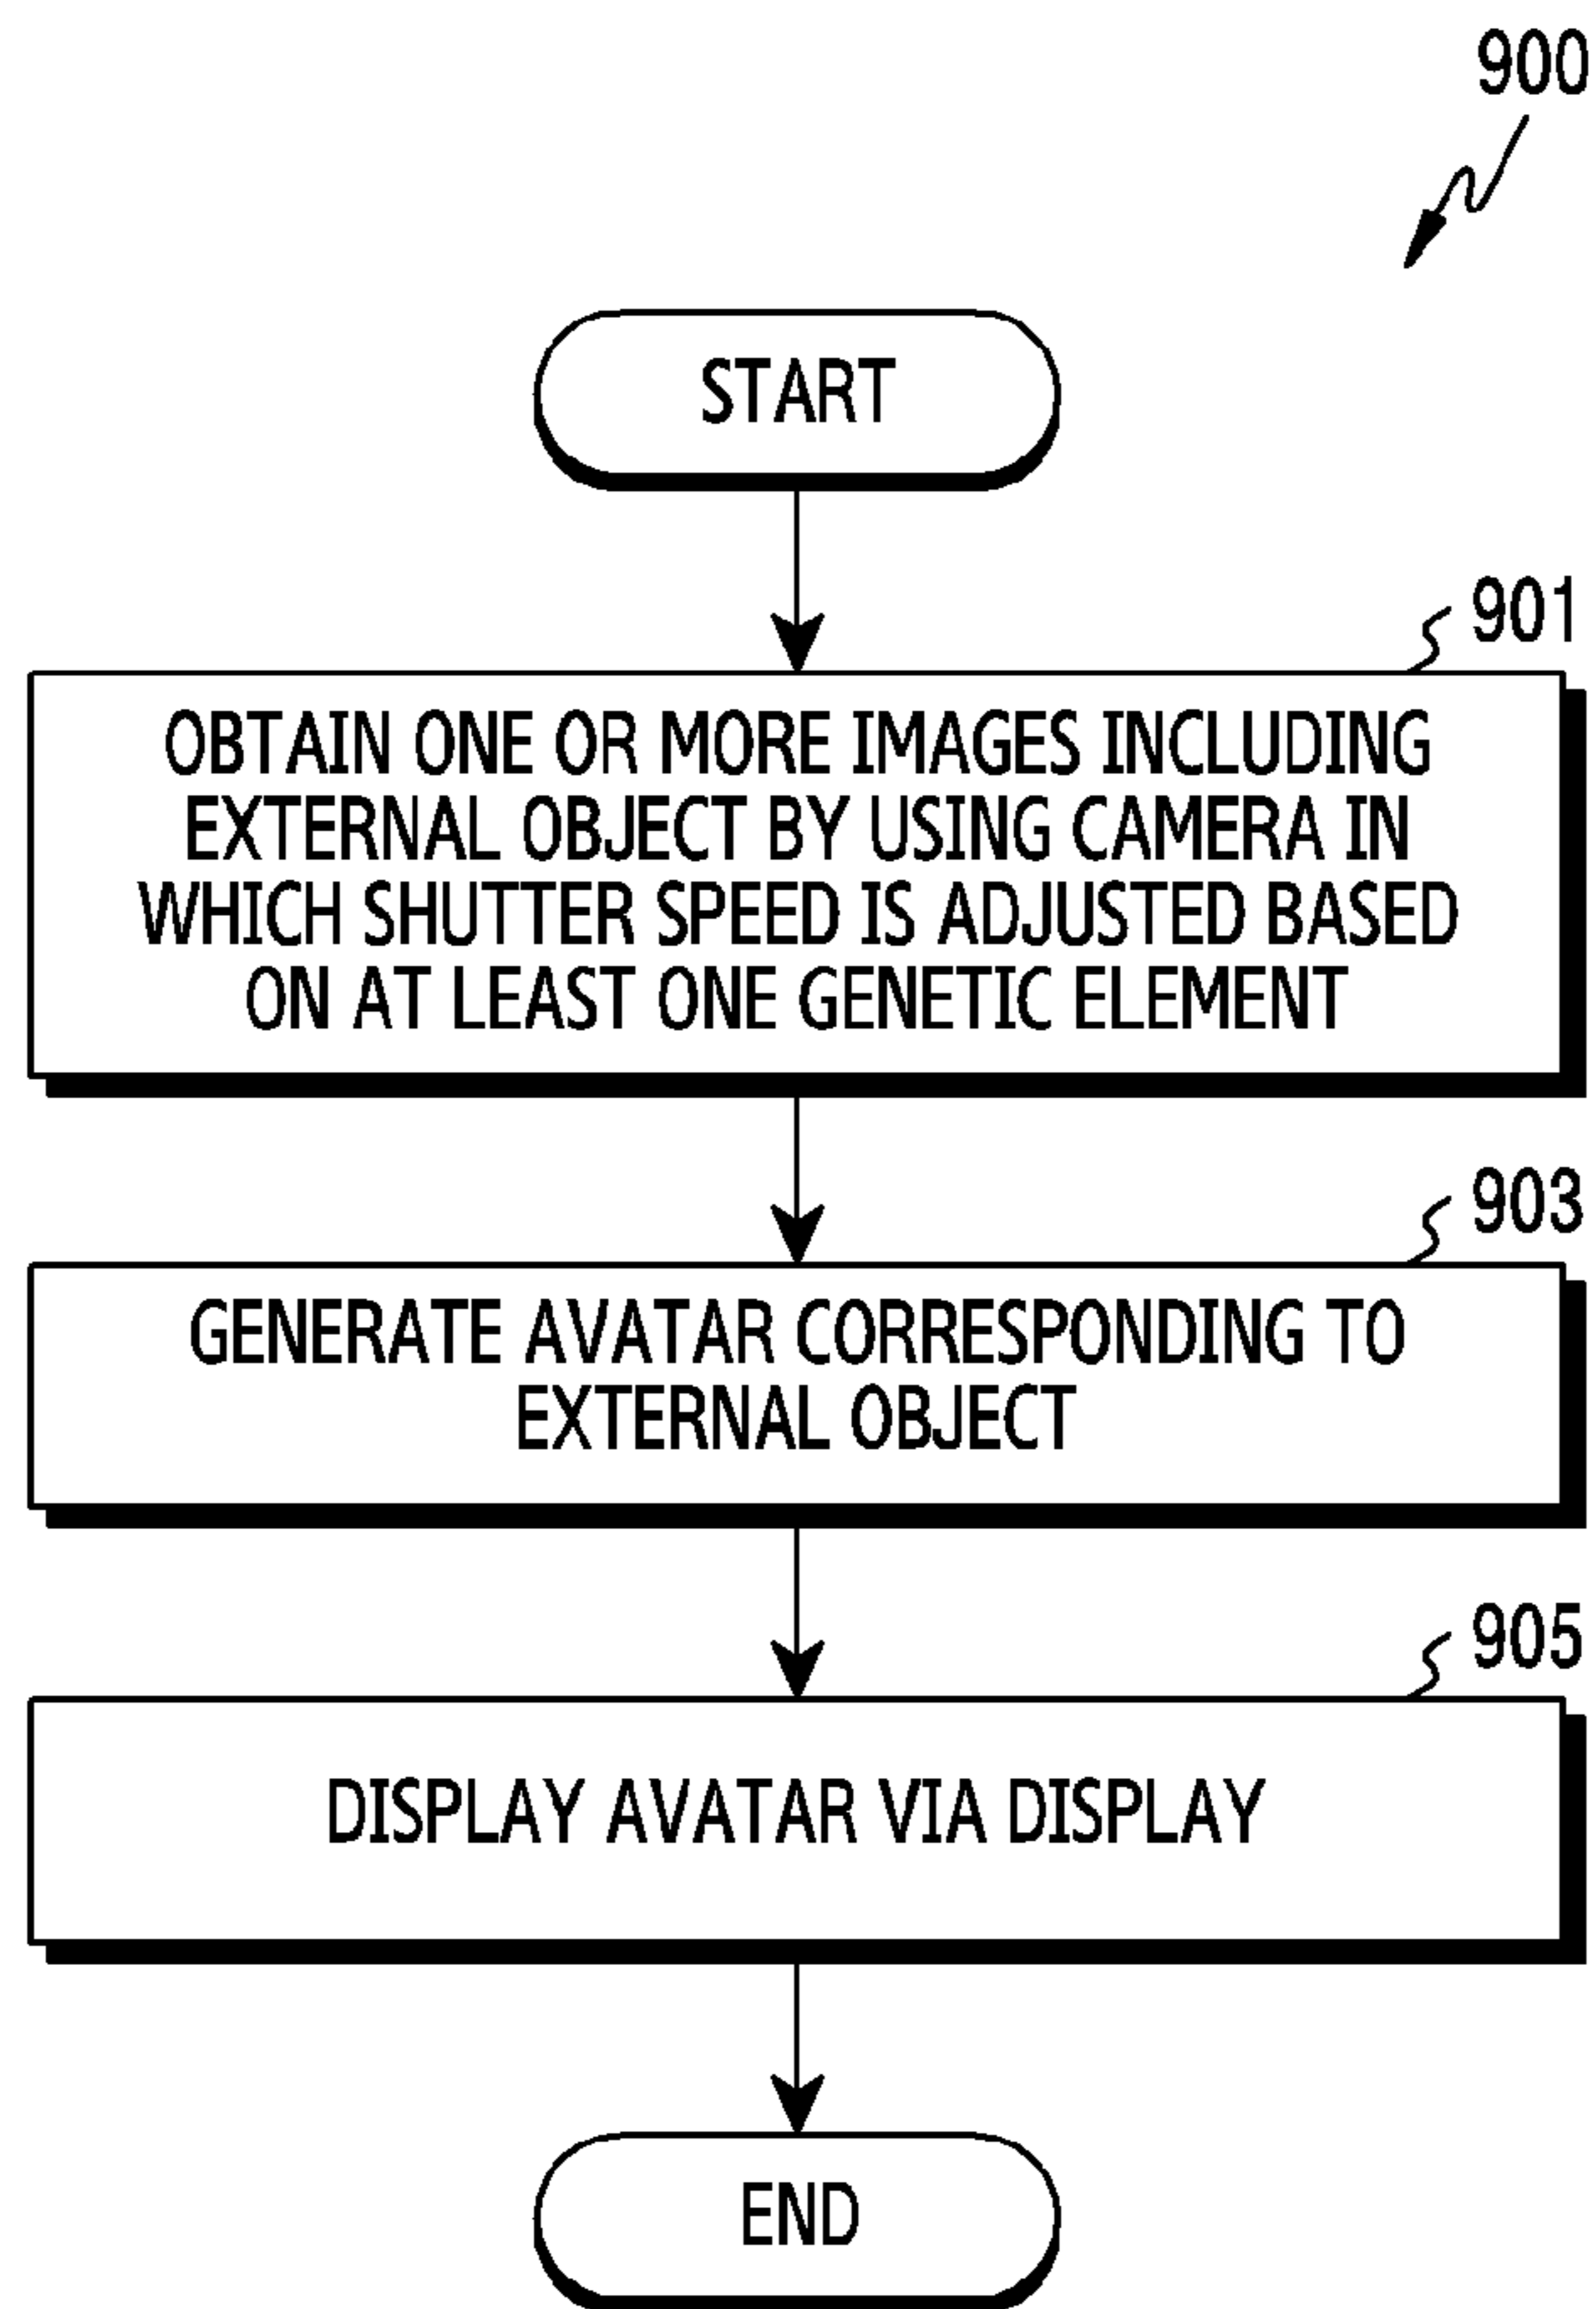 900
START
901
OBTAIN ONE OR MORE IMAGES INCLUDING
EXTERNAL OBJECT BY USING CAMERA IN
WHICH SHUTTER SPEED IS ADJUSTED BASED
ON AT LEAST ONE GENETIC ELEMENT
903
GENERATE AVATAR CORRESPONDING TO
EXTERNAL OBJECT
905
DISPLAY AVATAR VIA DISPLAY
END